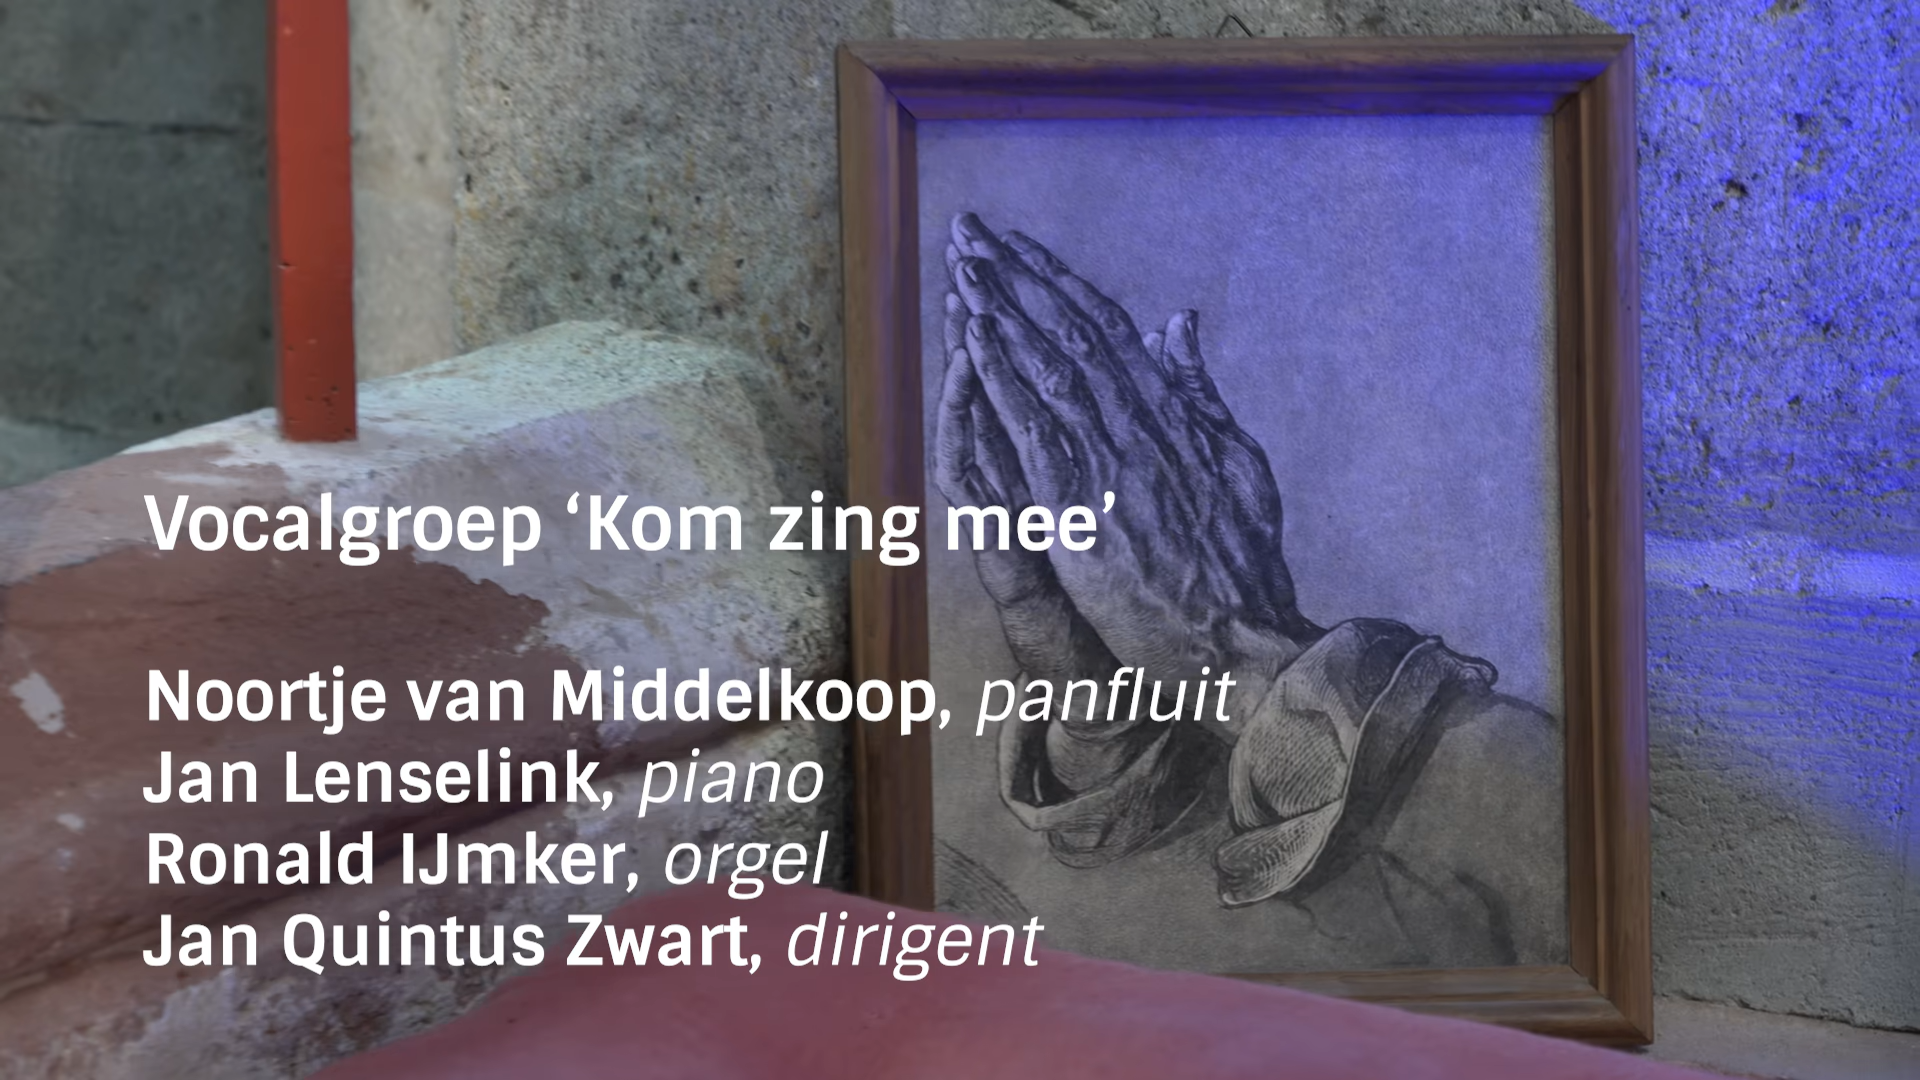 Vocalgroep ‘Kom zing mee’
Noortje van Middelkoop, panfluit
Jan Lenselink, piano
Ronald IJmker, orgel
Jan Quintus Zwart, dirigent